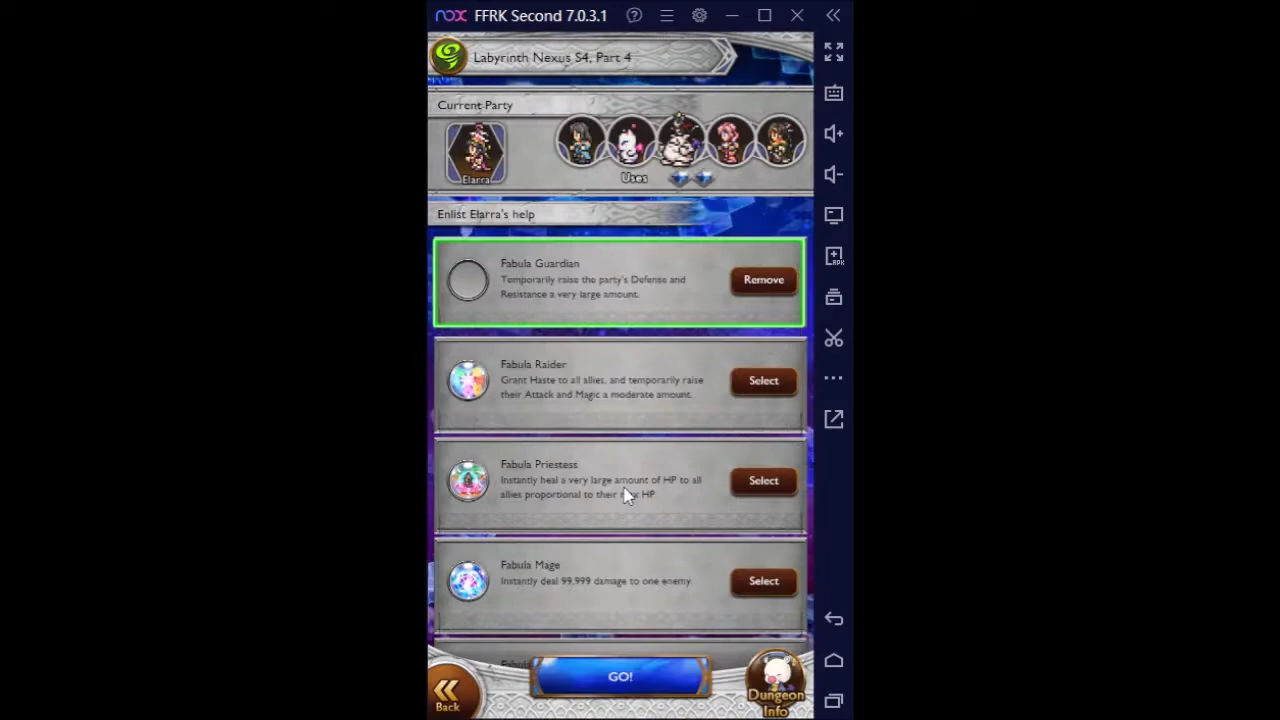 nox FFRK Second 7.0.3.1
Labyrinth Nexus S4, Part 4
Current Party
Elarra
Uses
Enlist Elarra's help
Fabula Guardian
Temporarily raise the party's Defense and
Resistance a very large amount.
Remove
Fabula Raider
Grant Haste to all allies, and temporarily raise
their Attack and Magic a moderate amount.
Select
Fabula Priestess
Instantly heal a very large amount of HP to all
allies proportional to their max HP.
Select
Fabula Mage
Instantly deal 99,999 damage to one enemy.
Select
GO!
Back
Dungeon
Info
APK